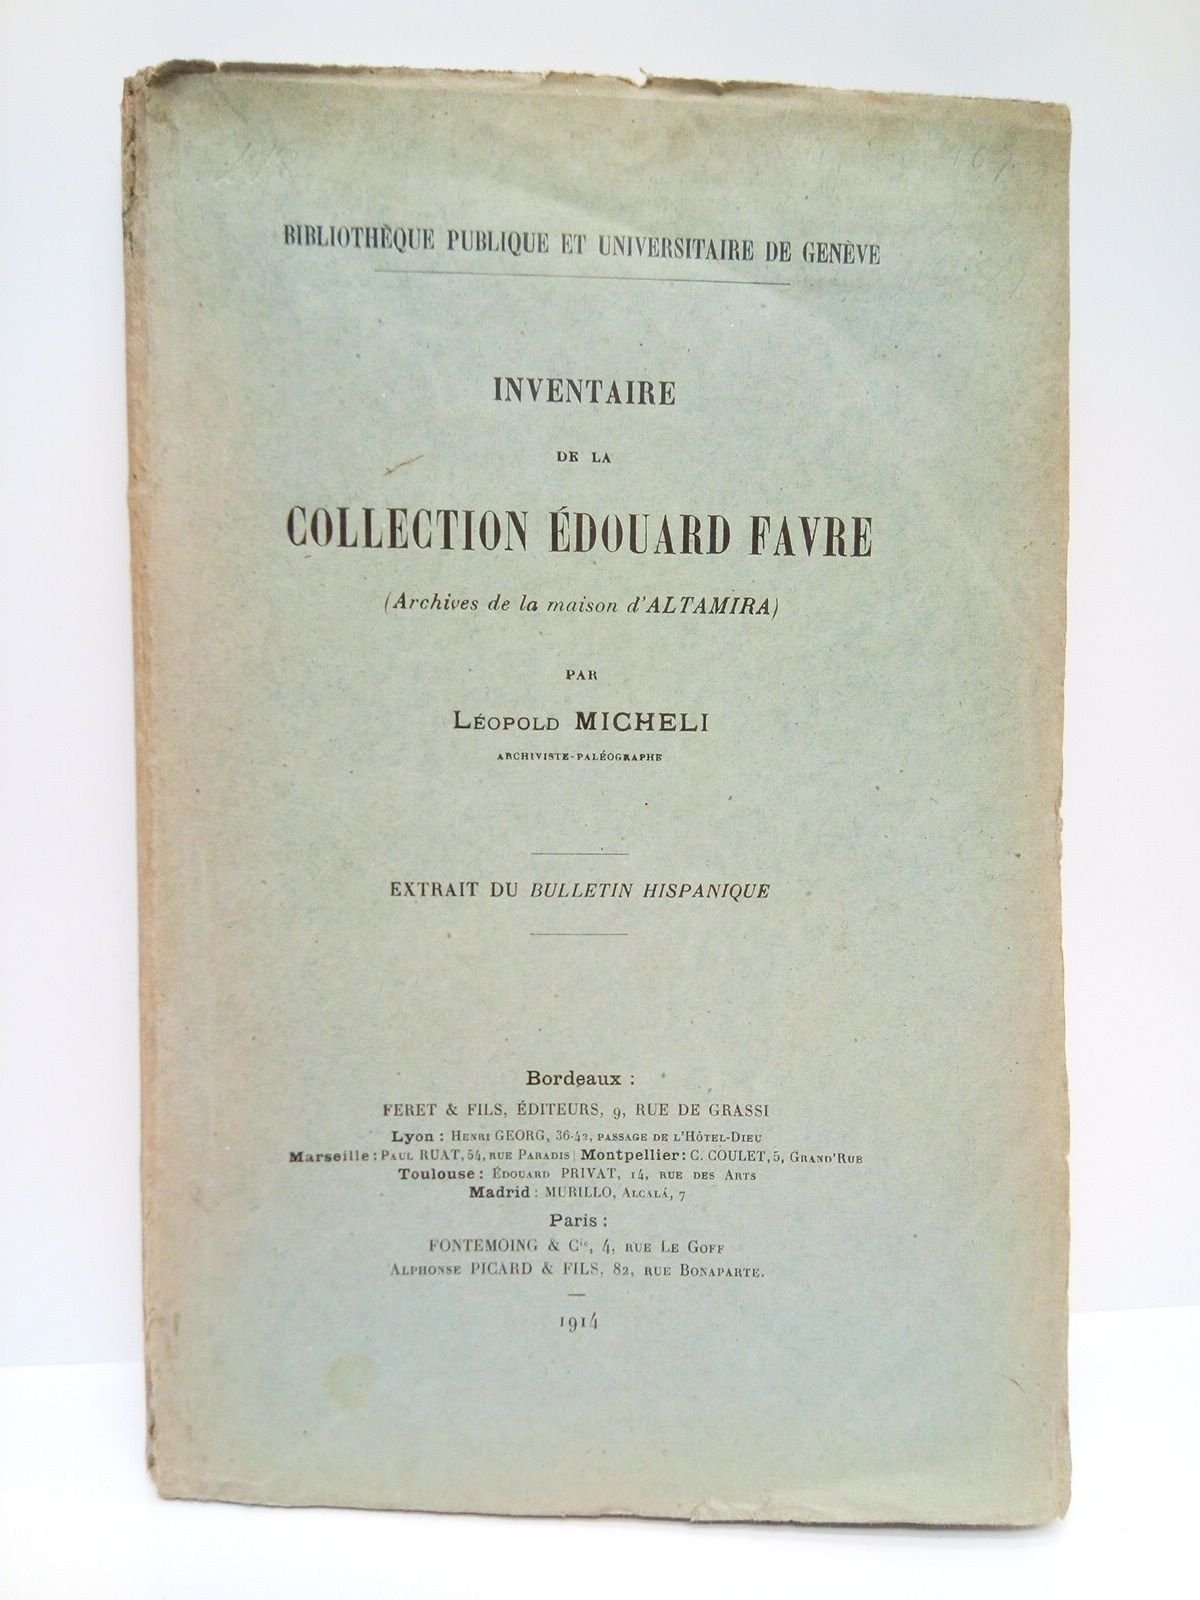 BIBLIOTHÈQUE PUBLIQUE ET UNIVERSITAIRE DE GENÈVE
INVENTAIRE
DE LA
COLLECTION ÉDOUARD FAVRE
(Archives de la maison d'ALTAMIRA)
PAR
LÉOPOLD MICHELI
ARCHIVISTE-PALÉOGRAPHE
EXTRAIT DU BULLETIN HISPANIQUE
Bordeaux :
FERET & FILS, ÉDITEURS, 9, RUE DE GRASSI
Lyon : HENRI GEORG, 36-42, PASSAGE DE L'HÔTEL-DIEU
Marseille : PAUL RUAT, 54, RUE PARADIS | Montpellier : C. COULET, 5, GRAND'RUE
Toulouse : ÉDOUARD PRIVAT, 14, RUE DES ARTS
Madrid : MURILLO, ALCALÁ, 7
Paris :
FONTEMOING & Cie, 4, RUE LE GOFF
ALPHONSE PICARD & FILS, 82, RUE BONAPARTE.
1914